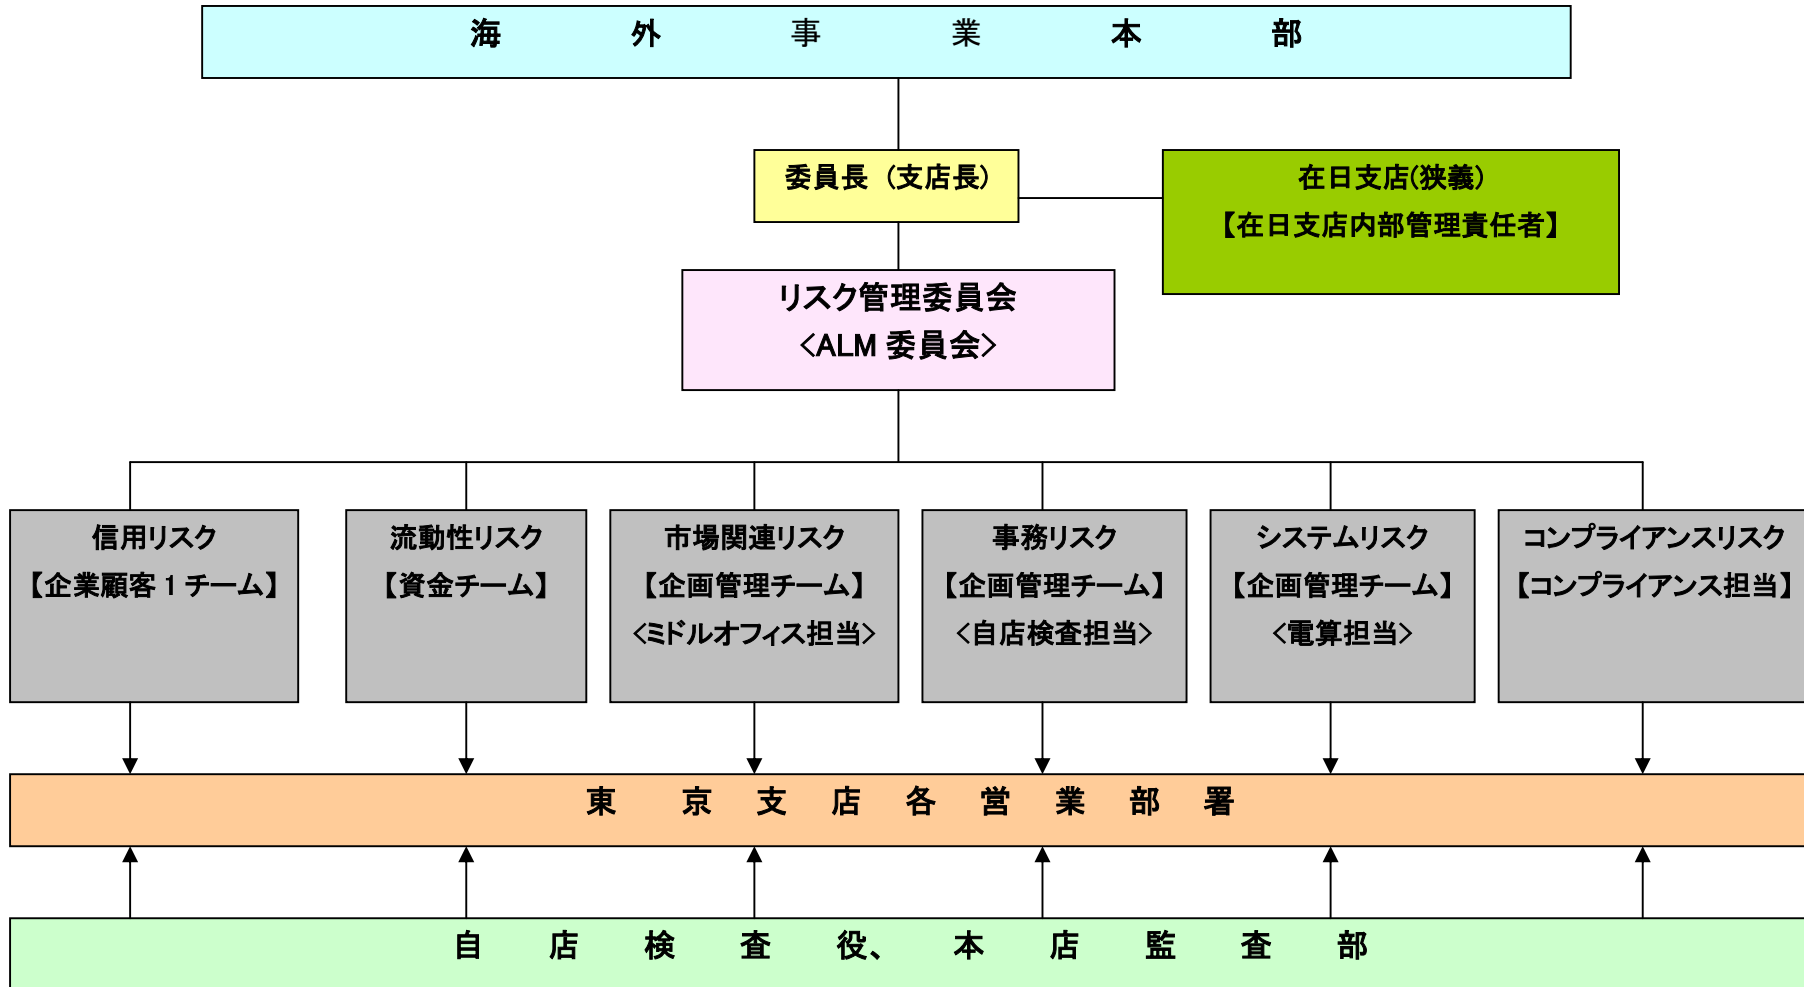 海外事業本部
委員長（支店長）
在日支店(狭義)
【在日支店内部管理責任者】
リスク管理委員会
<ALM 委員会>
信用リスク
【企業顧客 1 チーム】
流動性リスク
【資金チーム】
市場関連リスク
【企画管理チーム】
<ミドルオフィス担当>
事務リスク
【企画管理チーム】
<自店検査担当>
システムリスク
【企画管理チーム】
<電算担当>
コンプライアンスリスク
【コンプライアンス担当】
東京支店各営業部署
自店検査役、本店監査部